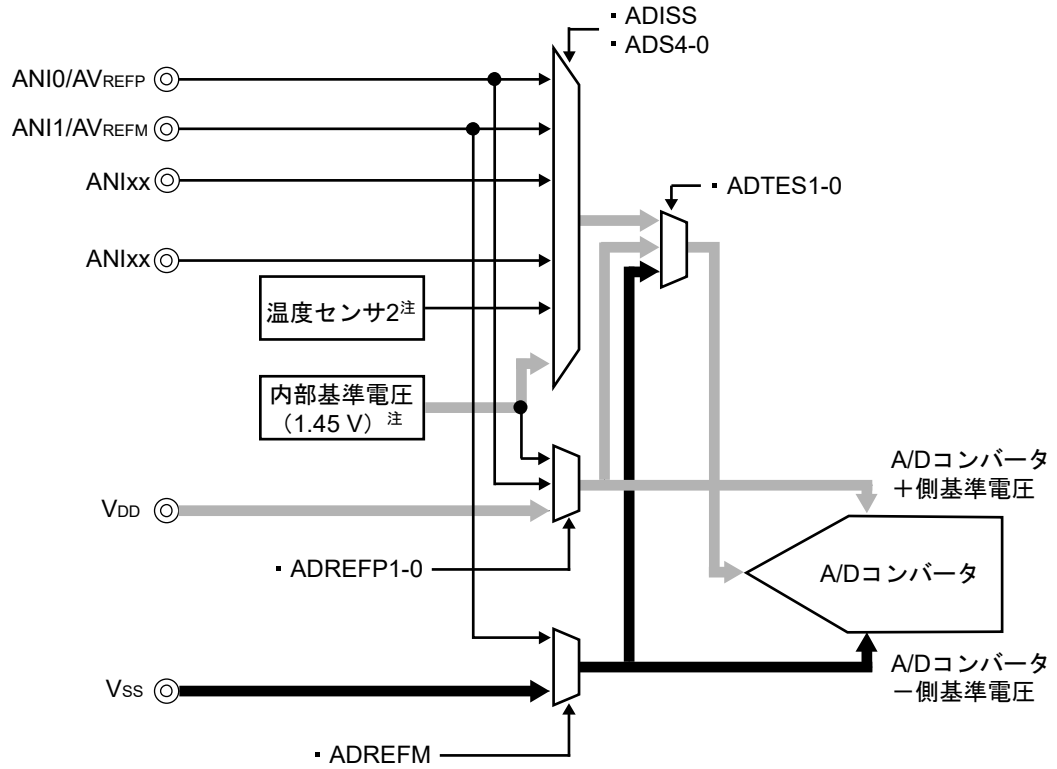 ・ADISS
・ADS4-0
ANI0/AVREFP
ANI1/AVREFM
ANIxx
・ADTES1-0
ANIxx
温度センサ2注
内部基準電圧
（1.45 V）注
A/Dコンバータ
＋側基準電圧
VDD
・ADREFP1-0
A/Dコンバータ
A/Dコンバータ
－側基準電圧
VSS
・ADREFM